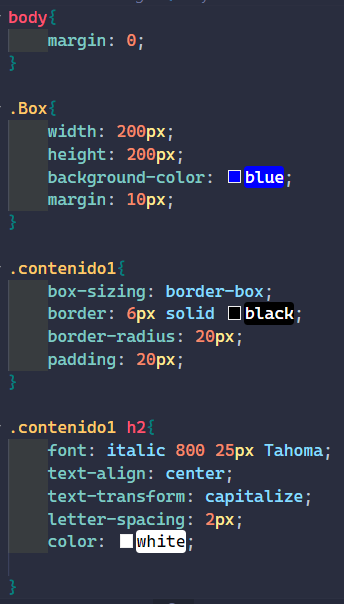 body{
margin: 0;
}
.Box{
width: 200px;
height: 200px;
background-color: blue;
margin: 10px;
}
.contenido1{
box-sizing: border-box;
border: 6px solid black;
border-radius: 20px;
padding: 20px;
}
.contenido1 h2{
font: italic 800 25px Tahoma;
text-align: center;
text-transform: capitalize;
letter-spacing: 2px;
color: white;
}